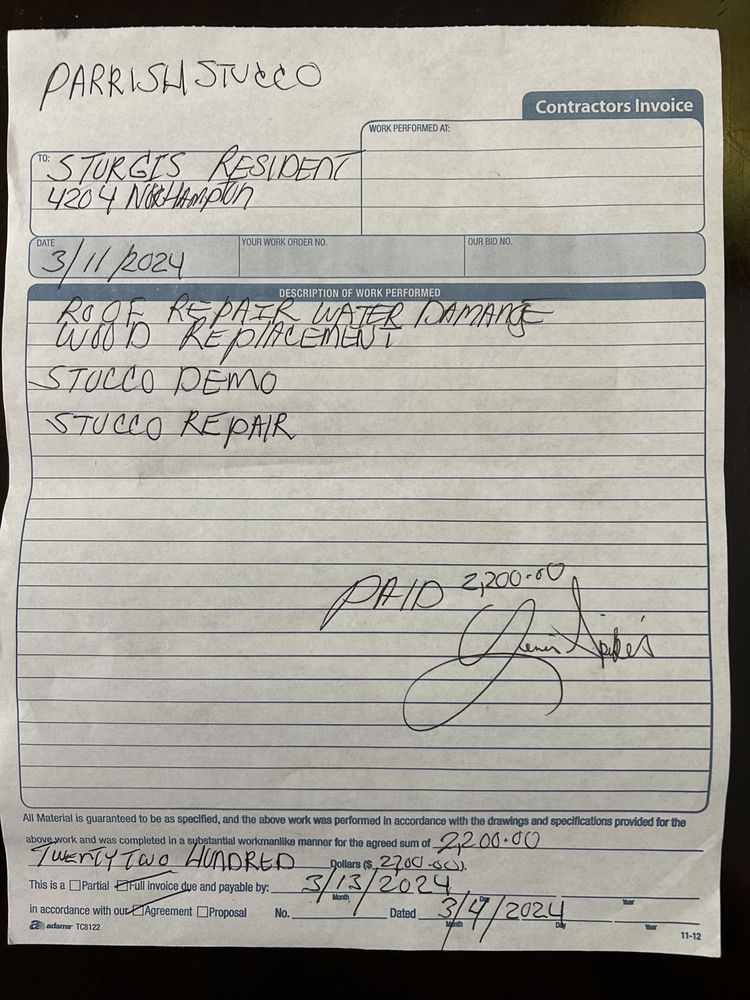 PARRISH STUCCO
Contractors Invoice
WORK PERFORMED AT:
TO: STURGIS RESIDENT
4204 NORHAMPTON
DATE
3/11/2024
YOUR WORK ORDER NO.
OUR BID NO.
DESCRIPTION OF WORK PERFORMED
ROOF REPAIR WATER DAMANGE
WOOD REPLACEMENT
STUCCO DEMO
STUCCO REPAIR
PAID 2,200.00
All Material is guaranteed to be as specified, and the above work was performed in accordance with the drawings and specifications provided for the
above work and was completed in a substantial workmanlike manner for the agreed sum of 2,200.00
TWENTY TWO HUNDRED Dollars ($ 2200.00).
This is a Partial Full invoice due and payable by: 3/13/2024
Month Day Year
in accordance with our Agreement Proposal No. Dated 3/4/2024
Month Day Year
adams TC8122
11-12